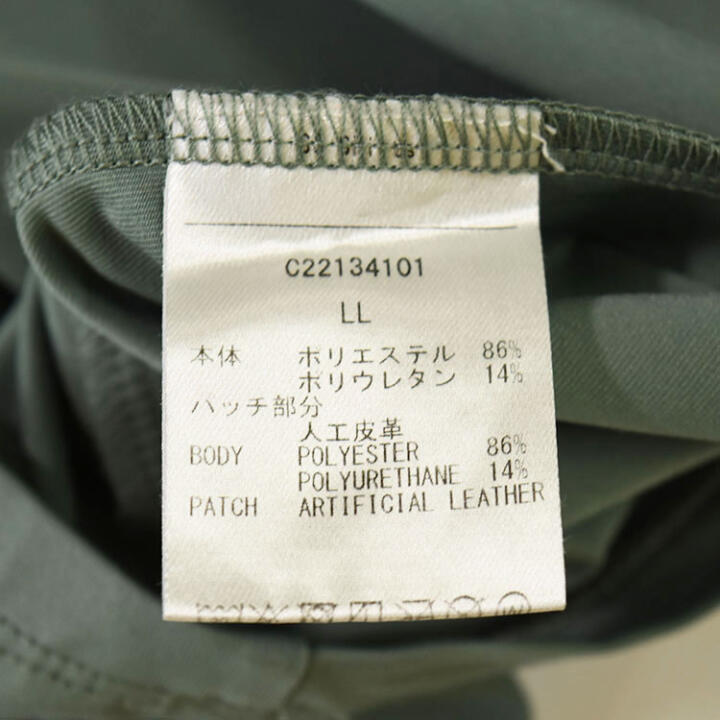 C22134101
LL
本体 ポリエステル 86%
ポリウレタン 14%
パッチ部分
人工皮革
BODY POLYESTER 86%
POLYURETHANE 14%
PATCH ARTIFICIAL LEATHER